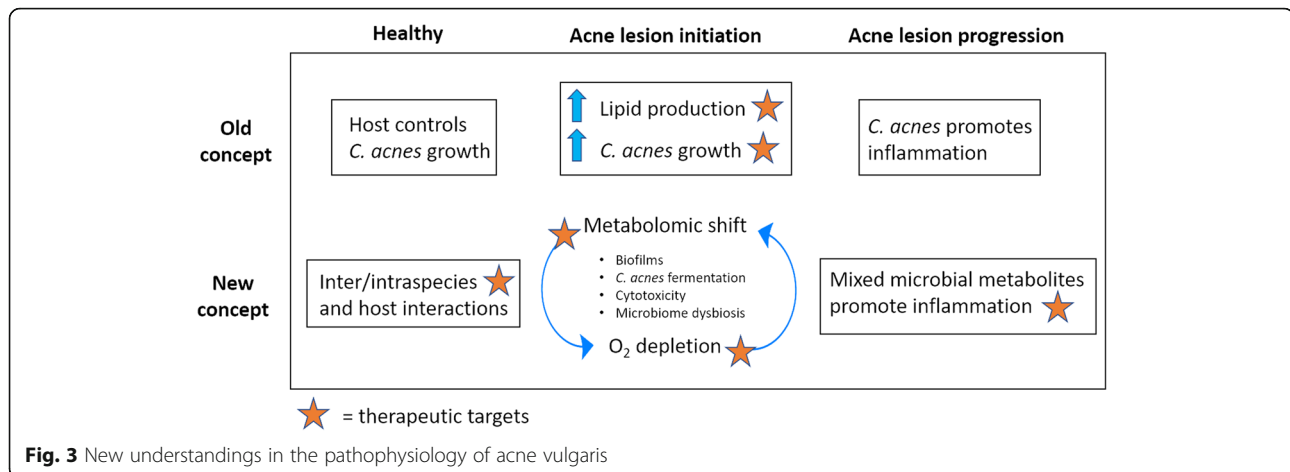 Healthy
Acne lesion initiation
Acne lesion progression
Old
concept
Host controls
C. acnes growth
Lipid production
C. acnes growth
C. acnes promotes
inflammation
New
concept
Inter/intraspecies
and host interactions
Metabolomic shift
• Biofilms
• C. acnes fermentation
• Cytotoxicity
• Microbiome dysbiosis
O₂ depletion
Mixed microbial metabolites
promote inflammation
= therapeutic targets
Fig. 3 New understandings in the pathophysiology of acne vulgaris